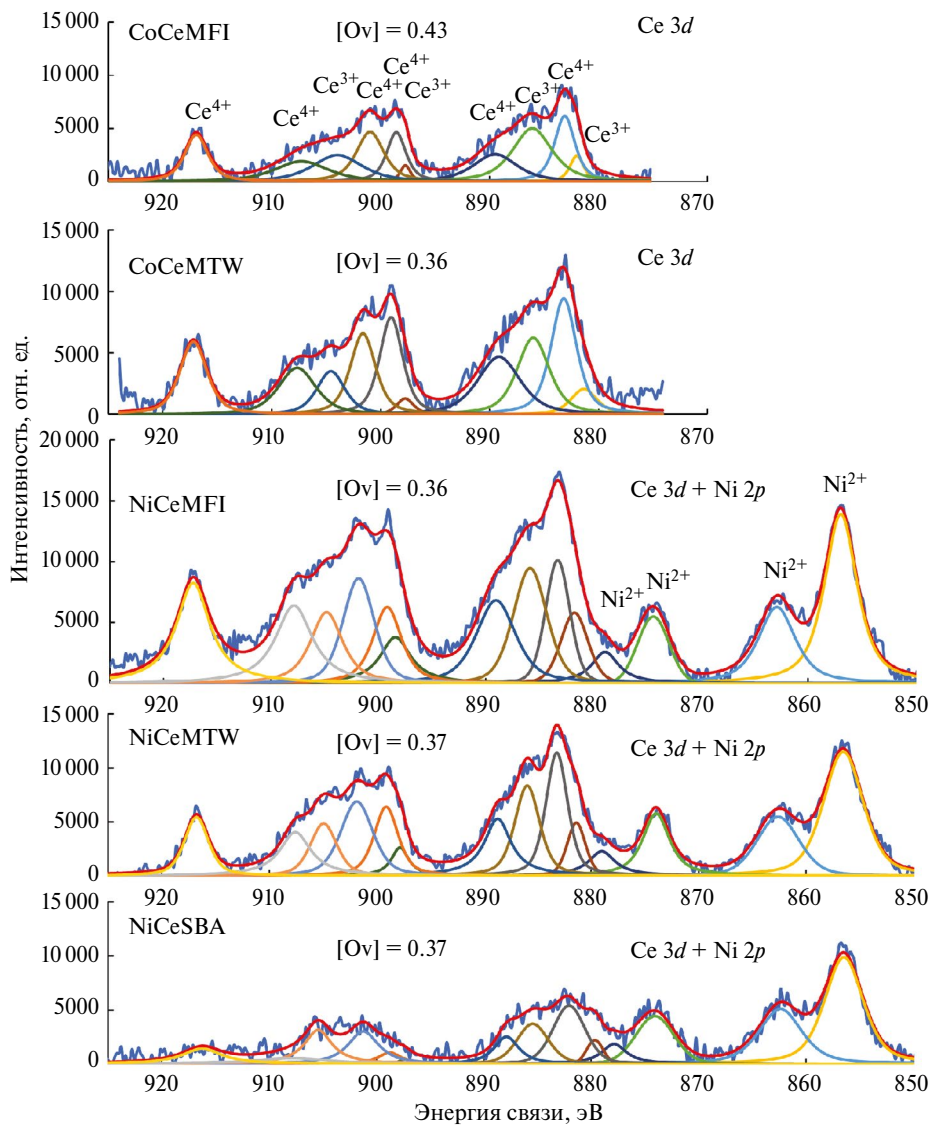 15 000
CoCeMFI
[Ov] = 0.43
Ce 3d
Ce⁴⁺
10 000
Ce³⁺
Ce⁴⁺
Ce³⁺
Ce⁴⁺
Ce³⁺
Ce⁴⁺
Ce⁴⁺
Ce⁴⁺
Ce³⁺
5000
0
920 910 900 890 880 870
15 000
CoCeMTW
[Ov] = 0.36
Ce 3d
10 000
5000
0
920 910 900 890 880 870
20 000
NiCeMFI
[Ov] = 0.36
Ce 3d + Ni 2p
Ni²⁺
15 000
10 000
Ni²⁺
Ni²⁺
Ni²⁺
5000
0
920 910 900 890 880 870 860 850
15 000
NiCeMTW
[Ov] = 0.37
Ce 3d + Ni 2p
10 000
5000
0
920 910 900 890 880 870 860 850
15 000
NiCeSBA
[Ov] = 0.37
Ce 3d + Ni 2p
10 000
5000
0
920 910 900 890 880 870 860 850
Энергия связи, эВ
Интенсивность, отн. ед.